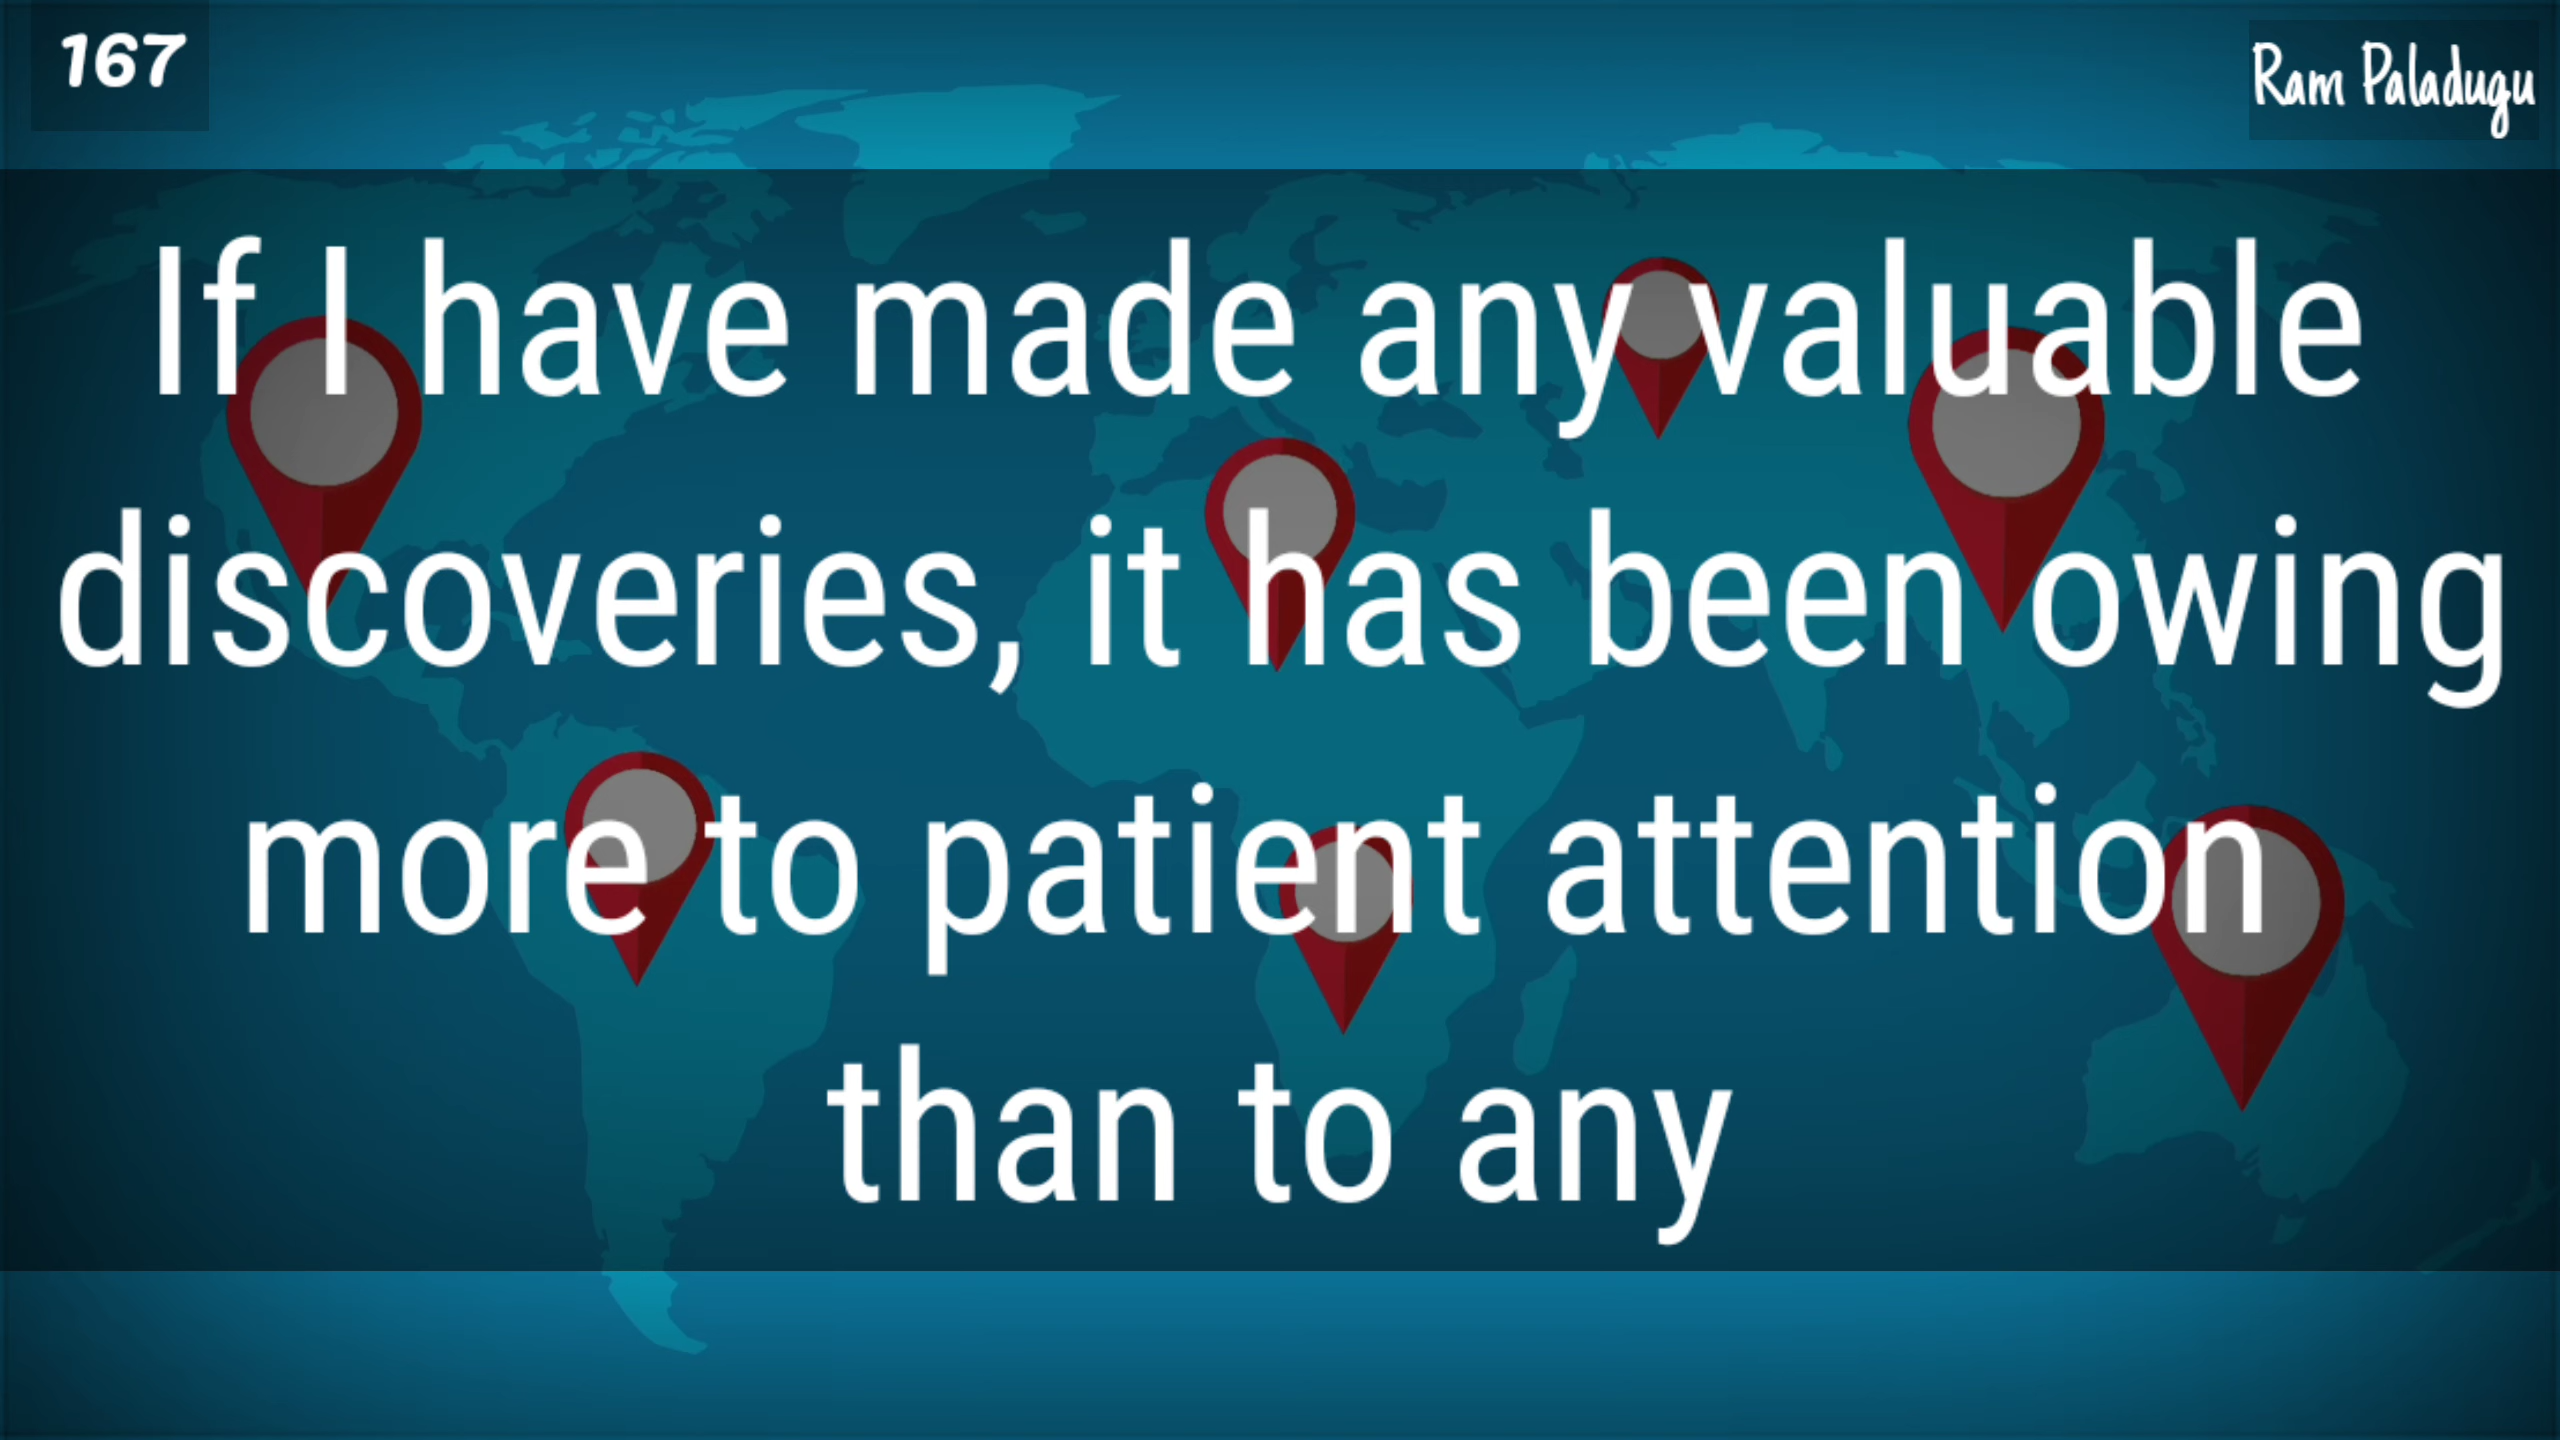 167
Ram Paladugu
If I have made any valuable
discoveries, it has been owing
more to patient attention
than to any